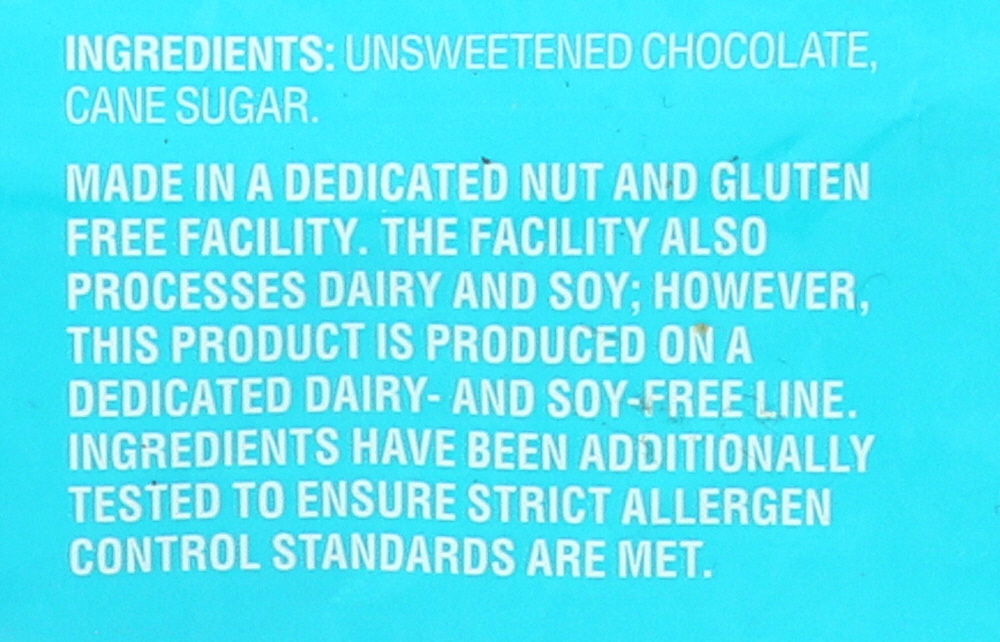 INGREDIENTS: UNSWEETENED CHOCOLATE,
CANE SUGAR.
MADE IN A DEDICATED NUT AND GLUTEN
FREE FACILITY. THE FACILITY ALSO
PROCESSES DAIRY AND SOY; HOWEVER,
THIS PRODUCT IS PRODUCED ON A
DEDICATED DAIRY- AND SOY-FREE LINE.
INGREDIENTS HAVE BEEN ADDITIONALLY
TESTED TO ENSURE STRICT ALLERGEN
CONTROL STANDARDS ARE MET.